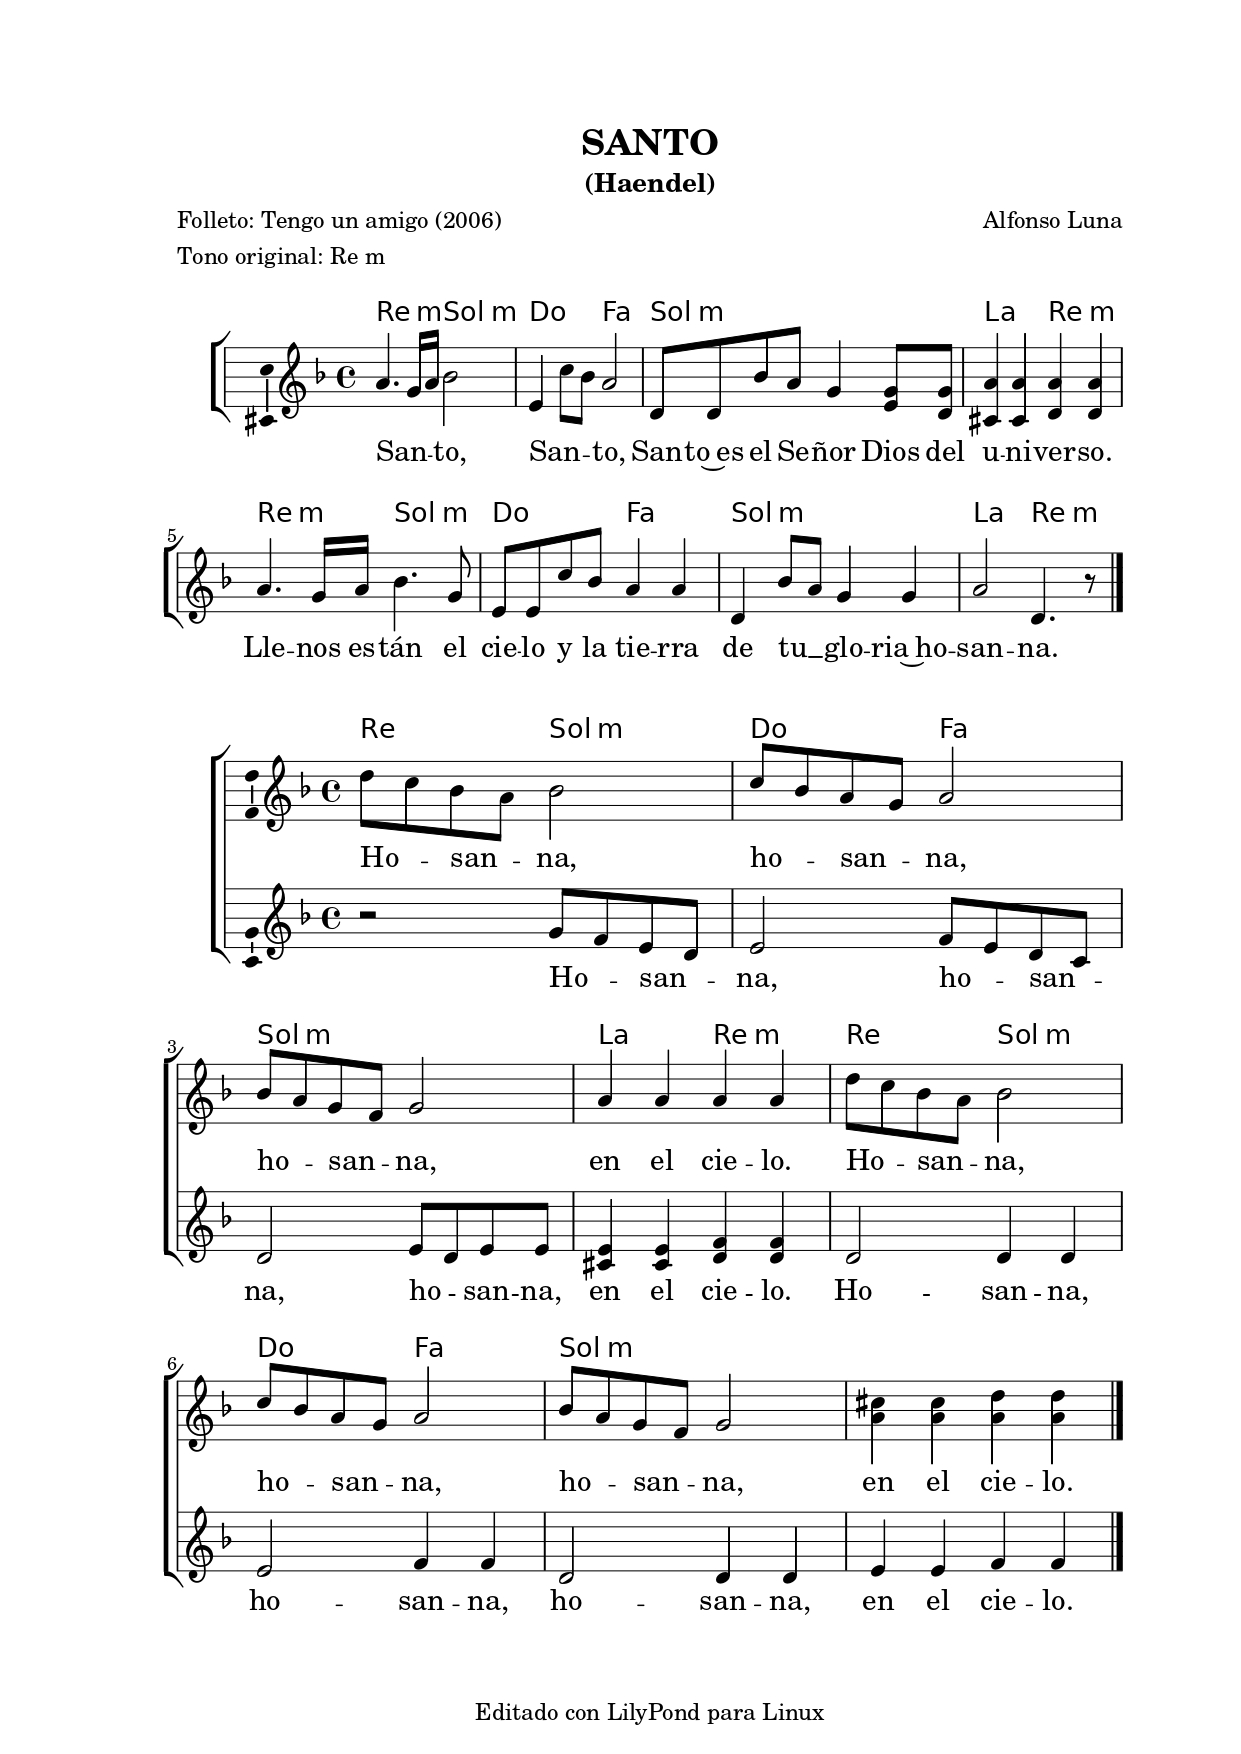 SANTO
(Haendel)
Folleto: Tengo un amigo (2006) Alfonso Luna
Tono original: Re m
Re m Sol m Do Fa Sol m La Re m
San -- to, San -- to, Santo‿es el Señor Dios del u -- niverso.
5 Re m Sol m Do Fa Sol m La Re m
Lle -- nos están el cie -- lo y la tie -- rra de tu __ glo -- ria‿ho -- san -- na.
Re Sol m Do Fa
Ho -- san -- na, ho -- san -- na,
Ho -- san -- na, ho -- san --
3 Sol m La Re m Re Sol m
ho -- san -- na, en el cie -- lo. Ho -- san -- na,
na, ho -- san -- na, en el cie -- lo. Ho -- san -- na,
6 Do Fa Sol m
ho -- san -- na, ho -- san -- na, en el cie -- lo.
ho -- san -- na, ho -- san -- na, en el cie -- lo.
Editado con LilyPond para Linux